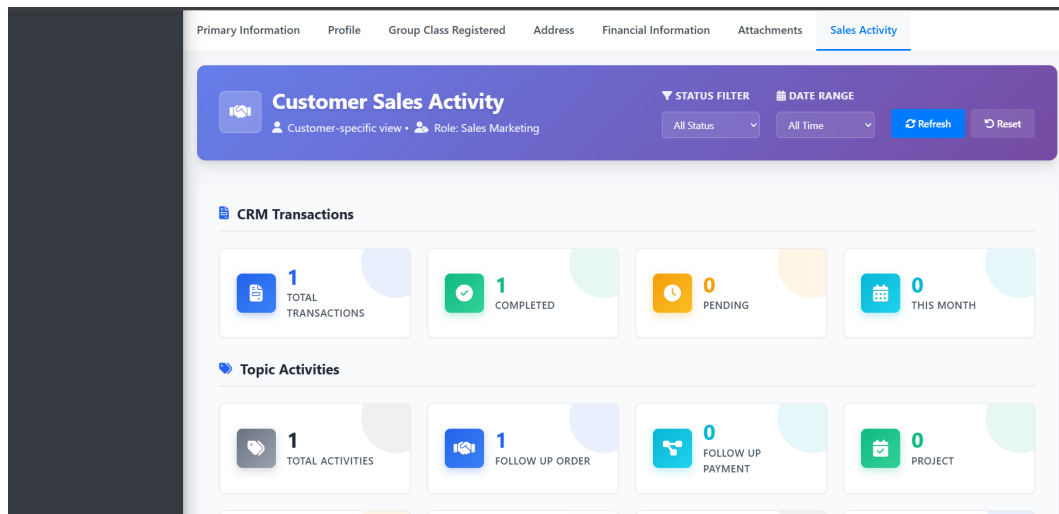 Primary Information Profile Group Class Registered Address Financial Information Attachments Sales Activity
Customer Sales Activity
Customer-specific view • Role: Sales Marketing
STATUS FILTER
All Status
DATE RANGE
All Time
Refresh
Reset
CRM Transactions
1
TOTAL
TRANSACTIONS
1
COMPLETED
0
PENDING
0
THIS MONTH
Topic Activities
1
TOTAL ACTIVITIES
1
FOLLOW UP ORDER
0
FOLLOW UP
PAYMENT
0
PROJECT